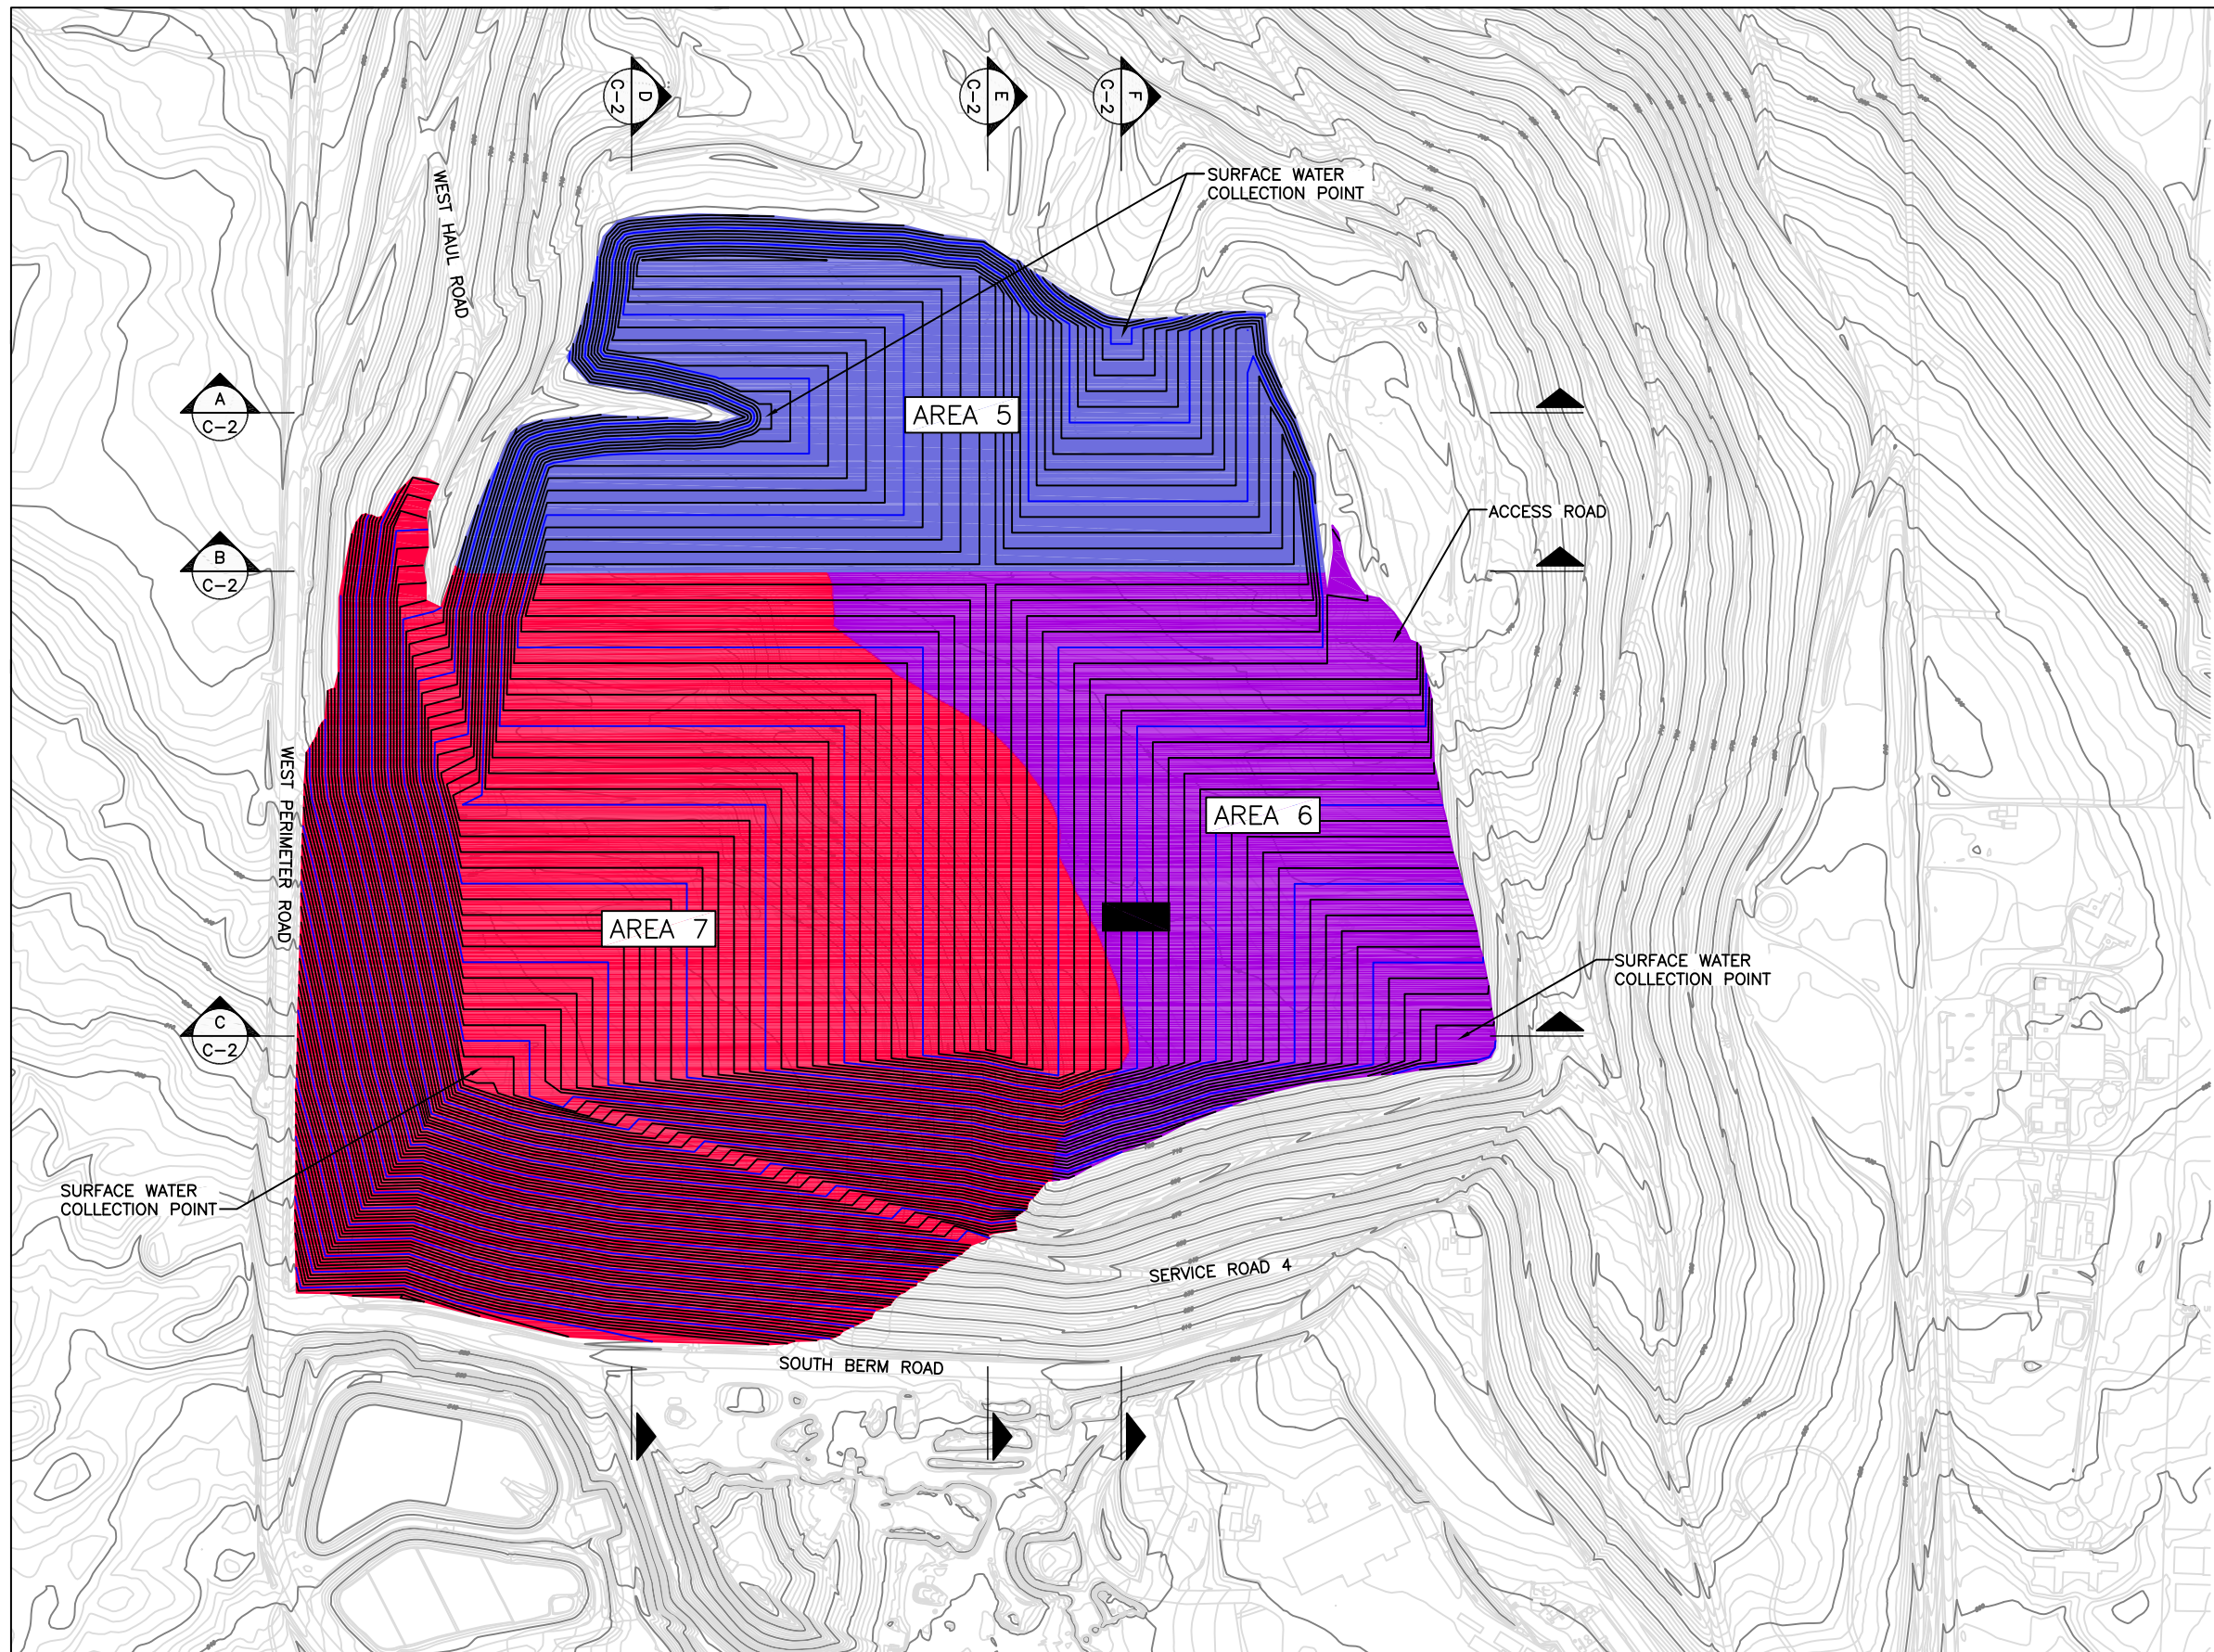 D
C-2
E
C-2
F
C-2
SURFACE WATER
COLLECTION POINT
WEST HAUL ROAD
A
C-2
AREA 5
ACCESS ROAD
B
C-2
WEST PERIMETER ROAD
AREA 6
AREA 7
SURFACE WATER
COLLECTION POINT
C
C-2
SURFACE WATER
COLLECTION POINT
SERVICE ROAD 4
SOUTH BERM ROAD